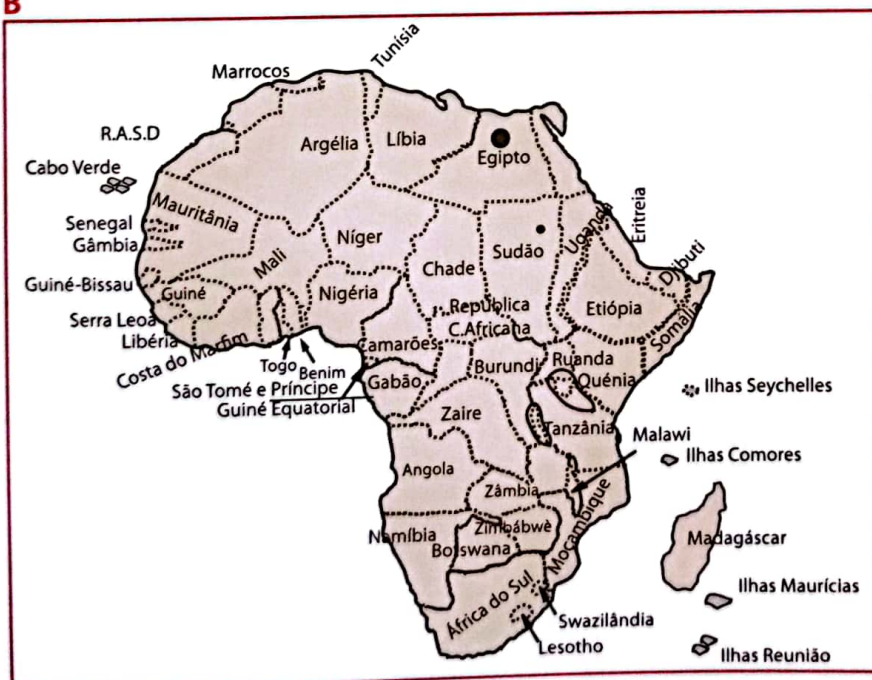 B
Tunísia
Marrocos
R.A.S.D
Argélia
Líbia
Egipto
Cabo Verde
Mauritânia
Senegal
Gâmbia
Mali
Níger
Chade
Sudão
Uganda
Eritreia
Djibuti
Guiné-Bissau
Guiné
Nigéria
Etiópia
Somália
Serra Leoa
Libéria
Costa do Marfim
Togo
Benim
Camarões
República
C.Africana
São Tomé e Príncipe
Guiné Equatorial
Gabão
Burundi
Ruanda
Quénia
Ilhas Seychelles
Zaire
Tanzânia
Malawi
Ilhas Comores
Angola
Zâmbia
Moçambique
Namíbia
Zimbábwè
Botswana
Madagáscar
África do Sul
Swazilândia
Lesotho
Ilhas Maurícias
Ilhas Reunião